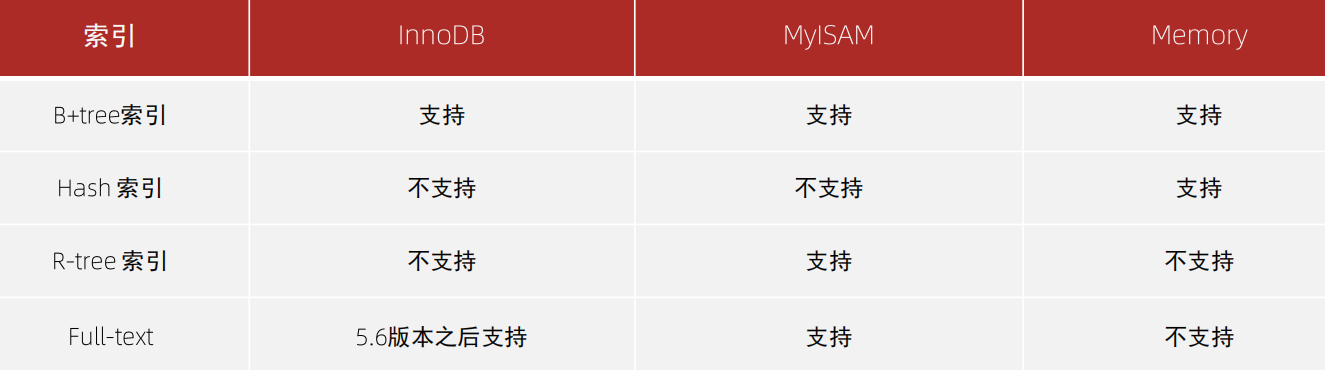 索引 InnoDB MyISAM Memory
B+tree索引 支持 支持 支持
Hash 索引 不支持 不支持 支持
R-tree 索引 不支持 支持 不支持
Full-text 5.6版本之后支持 支持 不支持